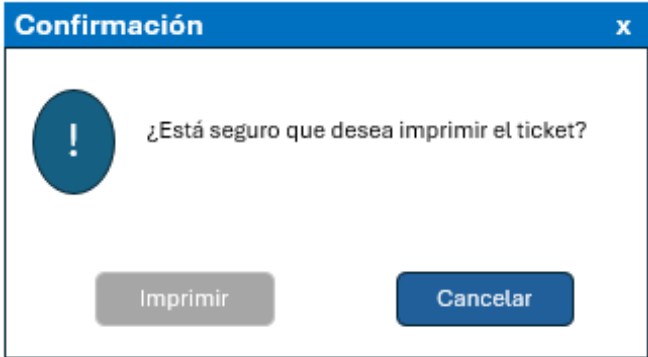 Confirmación x
!
¿Está seguro que desea imprimir el ticket?
Imprimir Cancelar